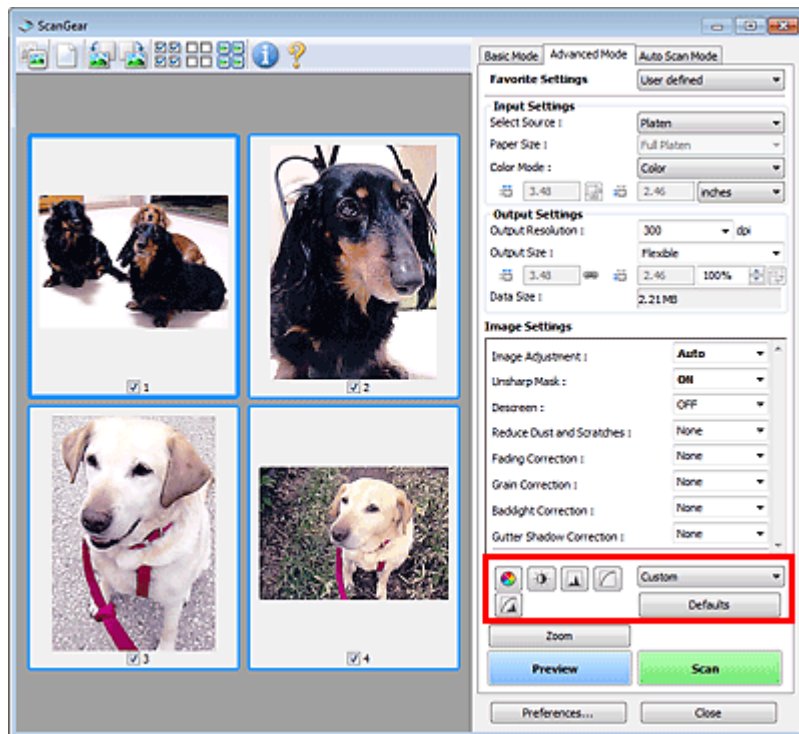 ScanGear
Basic Mode Advanced Mode Auto Scan Mode
Favorite Settings User defined
Input Settings
Select Source : Platen
Paper Size : Full Platen
Color Mode : Color
3.48 2.46 inches
Output Settings
Output Resolution : 300 dpi
Output Size : Flexible
3.48 2.46 100%
Data Size : 2.21 MB
Image Settings
Image Adjustment : Auto
Unsharp Mask : ON
Descreen : OFF
Reduce Dust and Scratches : None
Fading Correction : None
Grain Correction : None
Backlight Correction : None
Gutter Shadow Correction : None
Custom
Defaults
Zoom
Preview Scan
Preferences... Close
1
2
3
4